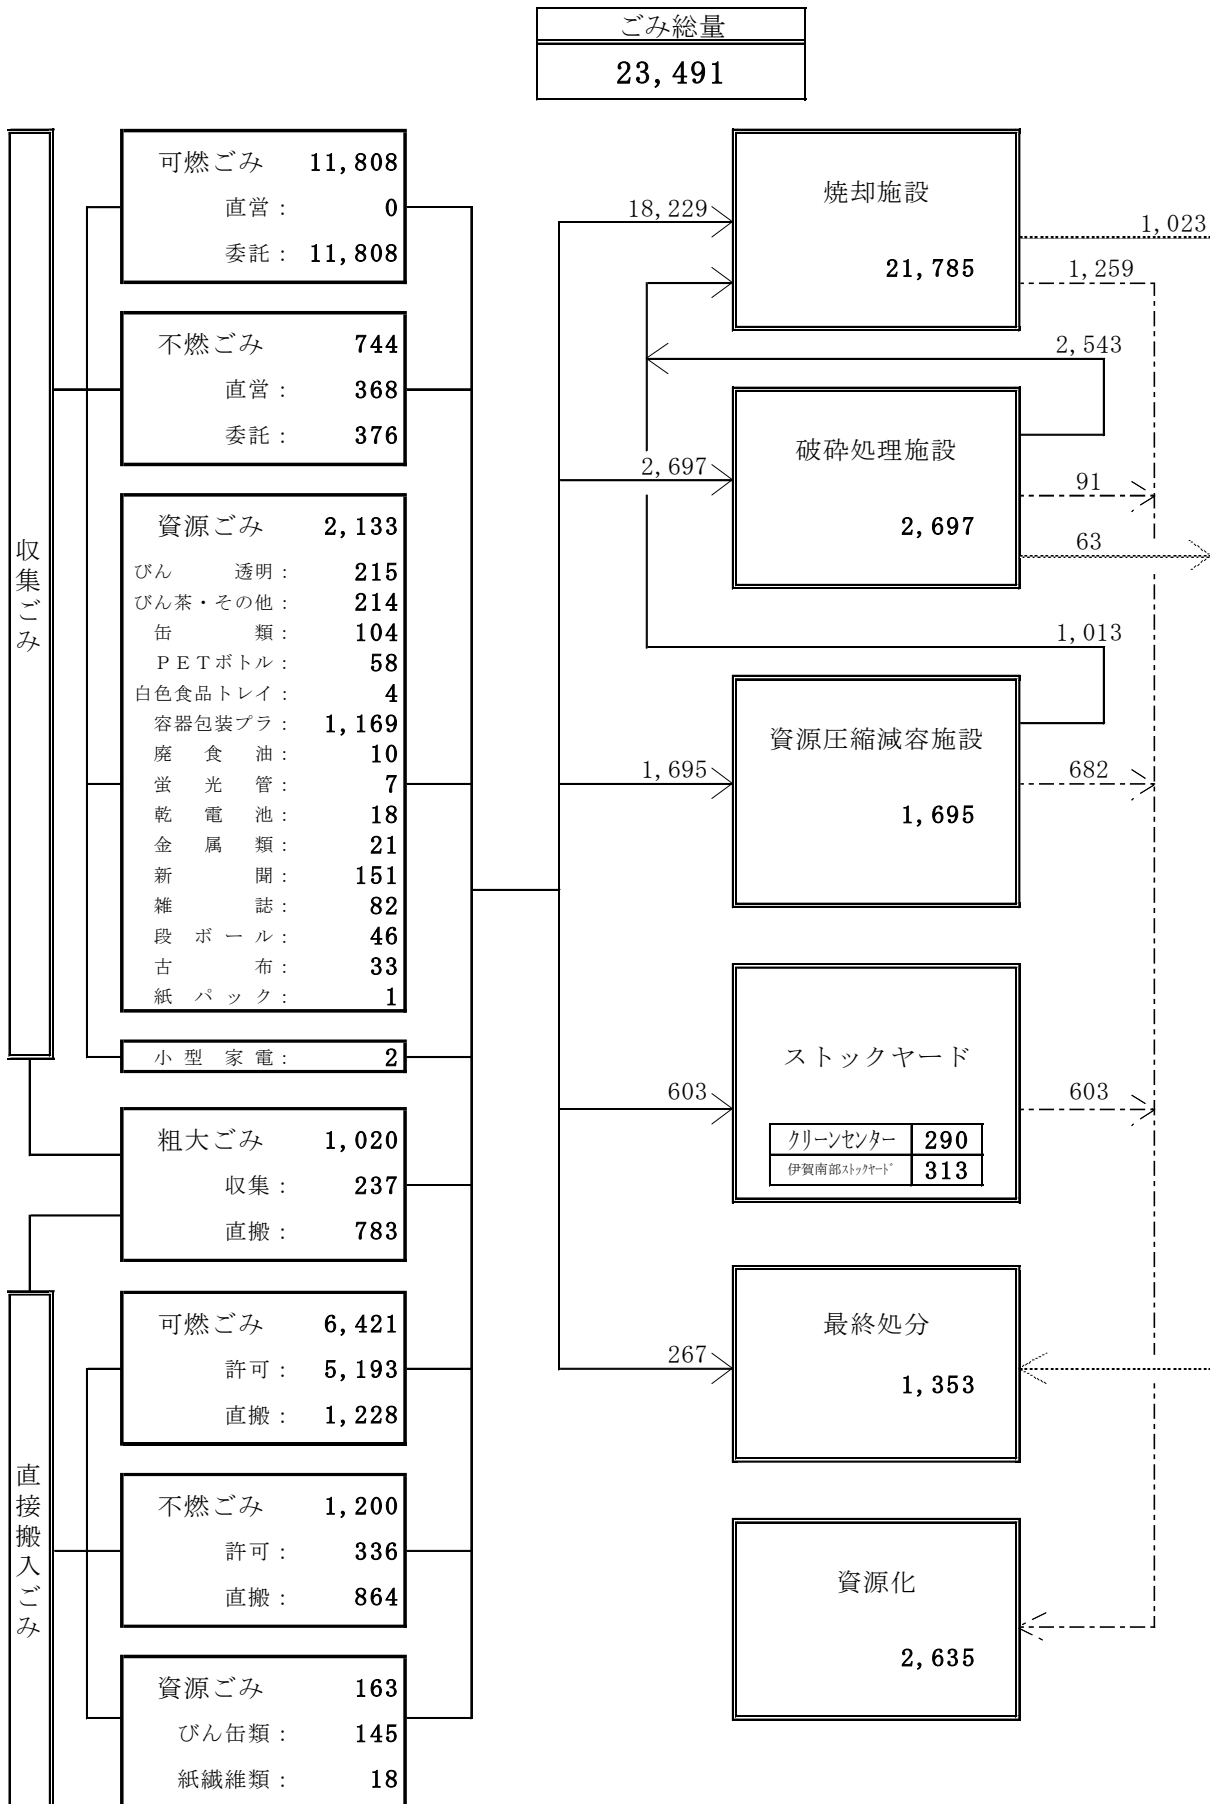 ごみ総量
23,491
収集ごみ
可燃ごみ 11,808
直営: 0
委託: 11,808
不燃ごみ 744
直営: 368
委託: 376
資源ごみ 2,133
びん 透明: 215
びん茶・その他: 214
缶 類: 104
PETボトル: 58
白色食品トレイ: 4
容器包装プラ: 1,169
廃食油: 10
蛍光管: 7
乾電池: 18
金属類: 21
新聞: 151
雑誌: 82
段ボール: 46
古布: 33
紙パック: 1
小型家電: 2
粗大ごみ 1,020
収集: 237
直搬: 783
直接搬入ごみ
可燃ごみ 6,421
許可: 5,193
直搬: 1,228
不燃ごみ 1,200
許可: 336
直搬: 864
資源ごみ 163
びん缶類: 145
紙繊維類: 18
18,229
焼却施設
21,785
1,023
1,259
2,543
2,697
破砕処理施設
2,697
91
63
1,013
1,695
資源圧縮減容施設
1,695
682
603
ストックヤード
クリーンセンター 290
伊賀南部ストックヤード 313
603
267
最終処分
1,353
資源化
2,635